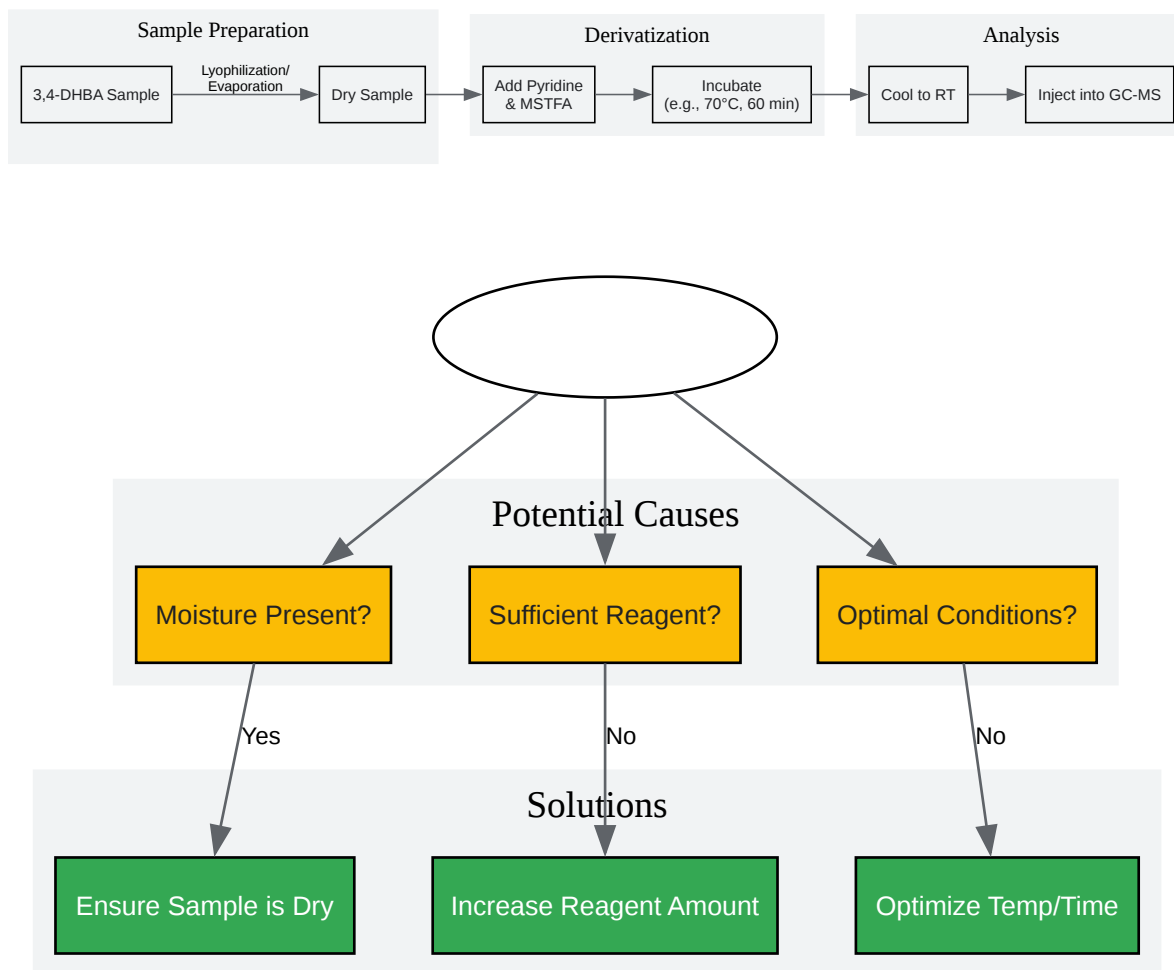 Sample Preparation
Derivatization
Analysis
3,4-DHBA Sample
Lyophilization/
Evaporation
Dry Sample
Add Pyridine
& MSTFA
Incubate
(e.g., 70°C, 60 min)
Cool to RT
Inject into GC-MS
Potential Causes
Moisture Present?
Sufficient Reagent?
Optimal Conditions?
Yes
No
No
Solutions
Ensure Sample is Dry
Increase Reagent Amount
Optimize Temp/Time